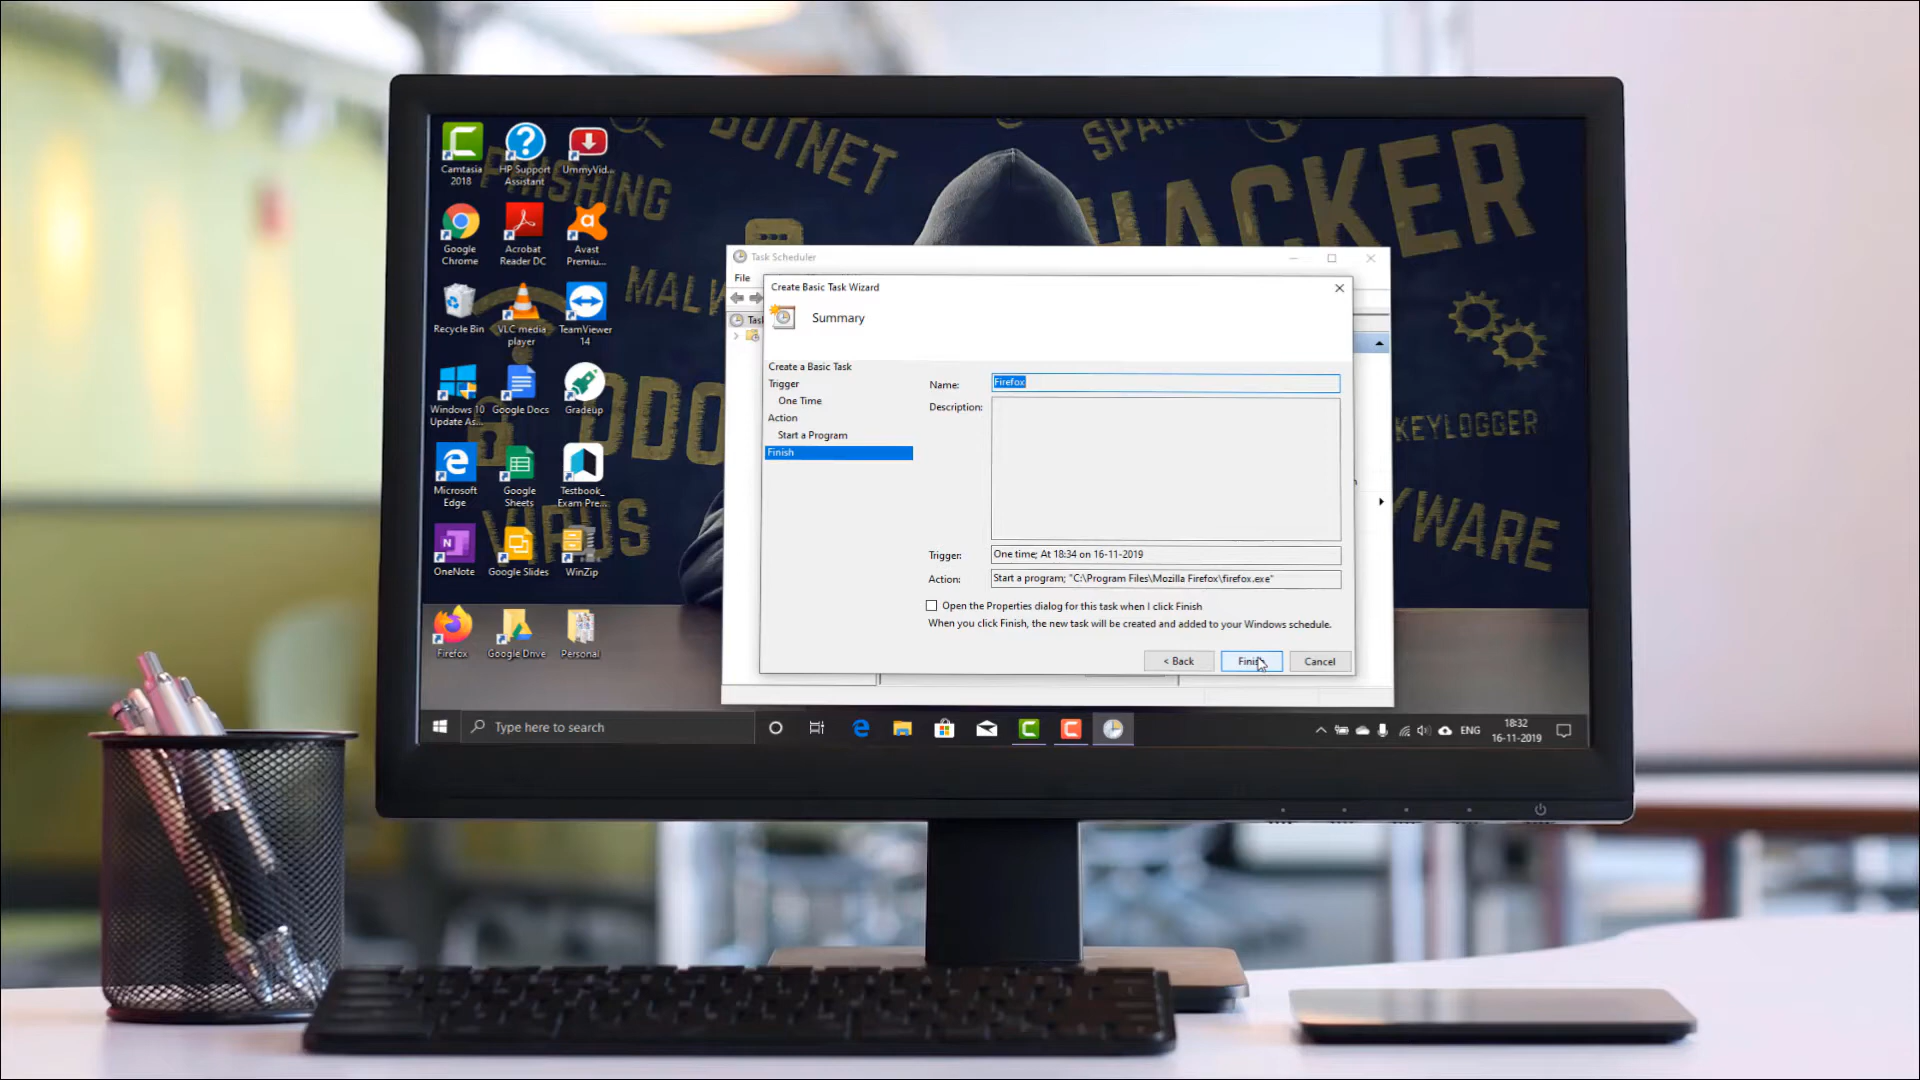 BOTNET
HACKER
PHISHING
VIRUS
KEYLOGGER
Camtasia
2018
HP Support
Assistant
UmmyVid...
Google
Chrome
Acrobat
Reader DC
Avast
Premiu...
Recycle Bin
VLC media
player
TeamViewer
14
Windows 10
Update As...
Google Docs
Gradeup
Microsoft
Edge
Google
Sheets
Testbook_
Exam Pre...
OneNote
Google Slides
WinZip
Firefox
Google Drive
Personal
Task Scheduler
File
Create Basic Task Wizard
Summary
Create a Basic Task
Trigger
One Time
Action
Start a Program
Finish
Name:
Firefox
Description:
Trigger:
One time; At 18:34 on 16-11-2019
Action:
Start a program; "C:\Program Files\Mozilla Firefox\firefox.exe"
Open the Properties dialog for this task when I click Finish
When you click Finish, the new task will be created and added to your Windows schedule.
< Back
Finish
Cancel
Type here to search
ENG
18:32
16-11-2019